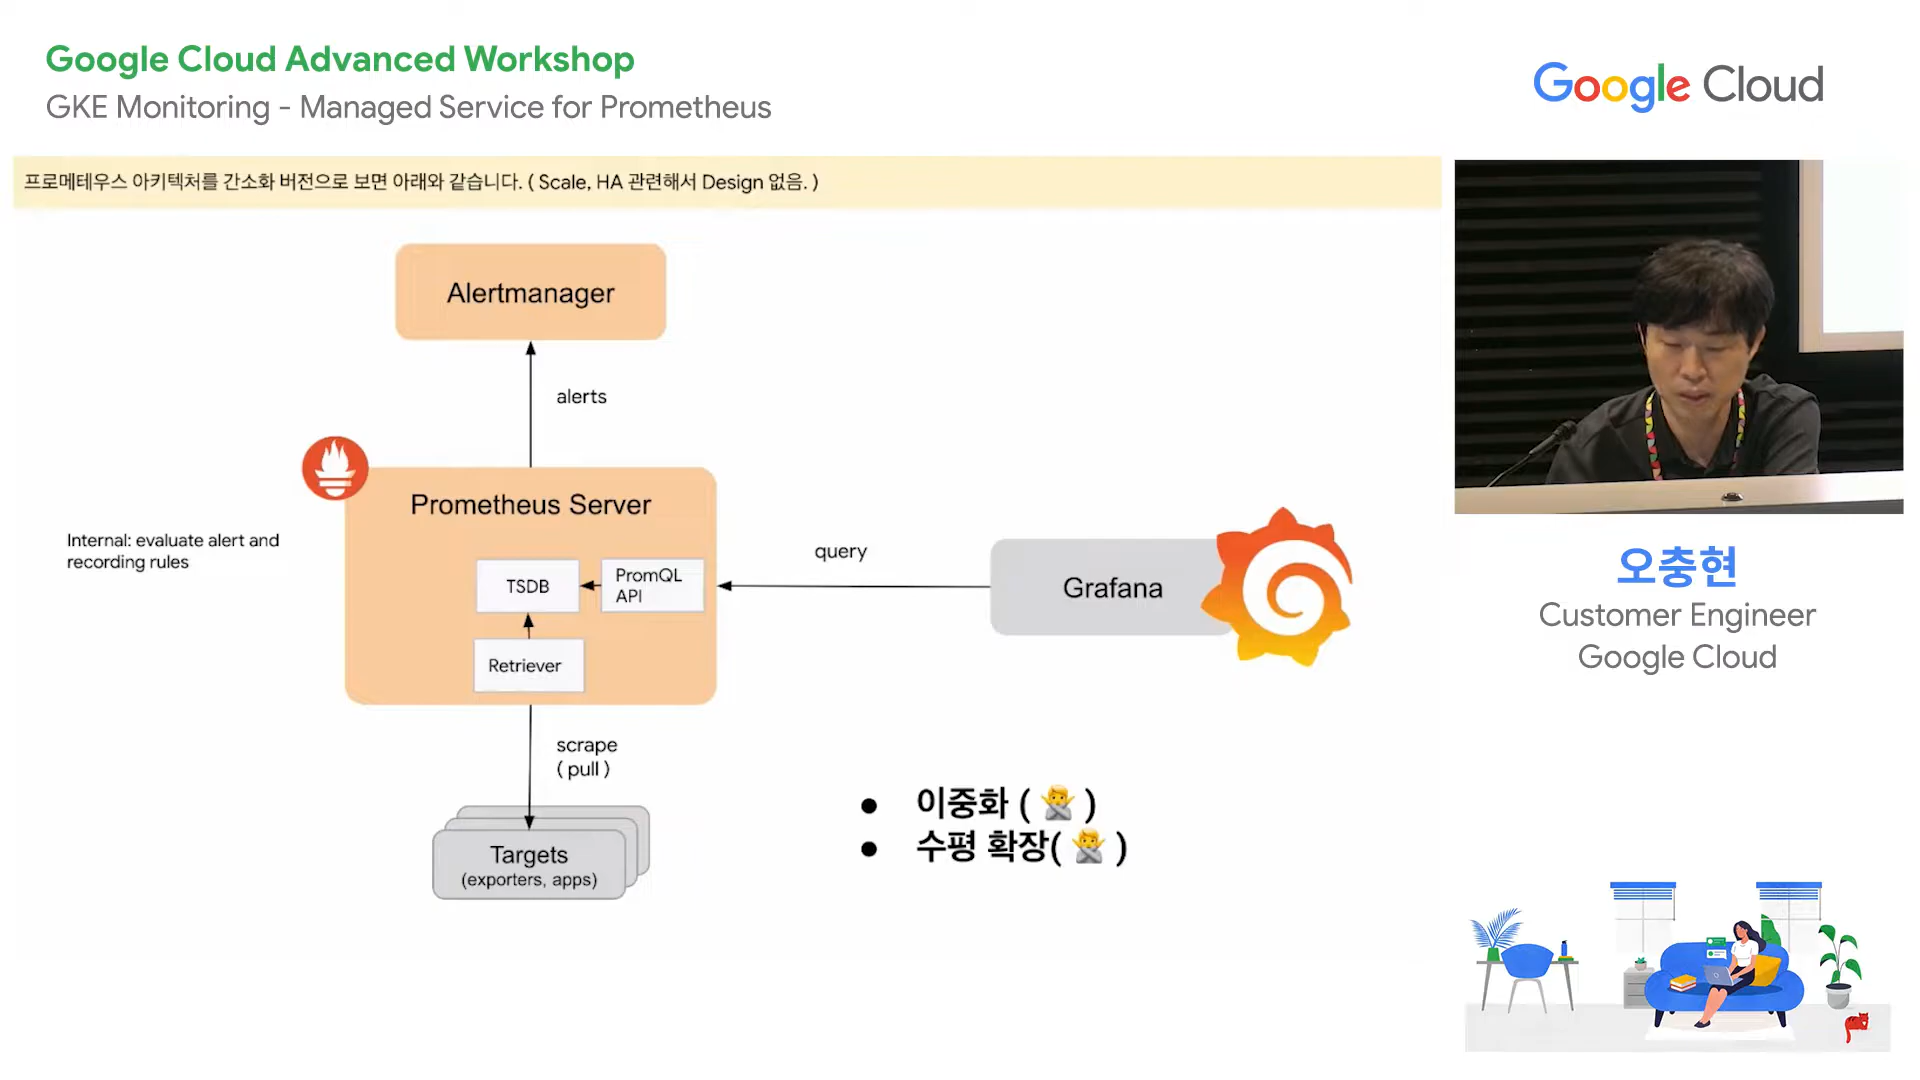 Google Cloud Advanced Workshop
GKE Monitoring - Managed Service for Prometheus
Google Cloud
프로메테우스 아키텍처를 간소화 버전으로 보면 아래와 같습니다. ( Scale, HA 관련해서 Design 없음. )
Alertmanager
alerts
Prometheus Server
Internal: evaluate alert and
recording rules
TSDB
PromQL
API
Retriever
query
Grafana
scrape
( pull )
Targets
(exporters, apps)
● 이중화 ( 🙅 )
● 수평 확장( 🙅 )
오충현
Customer Engineer
Google Cloud